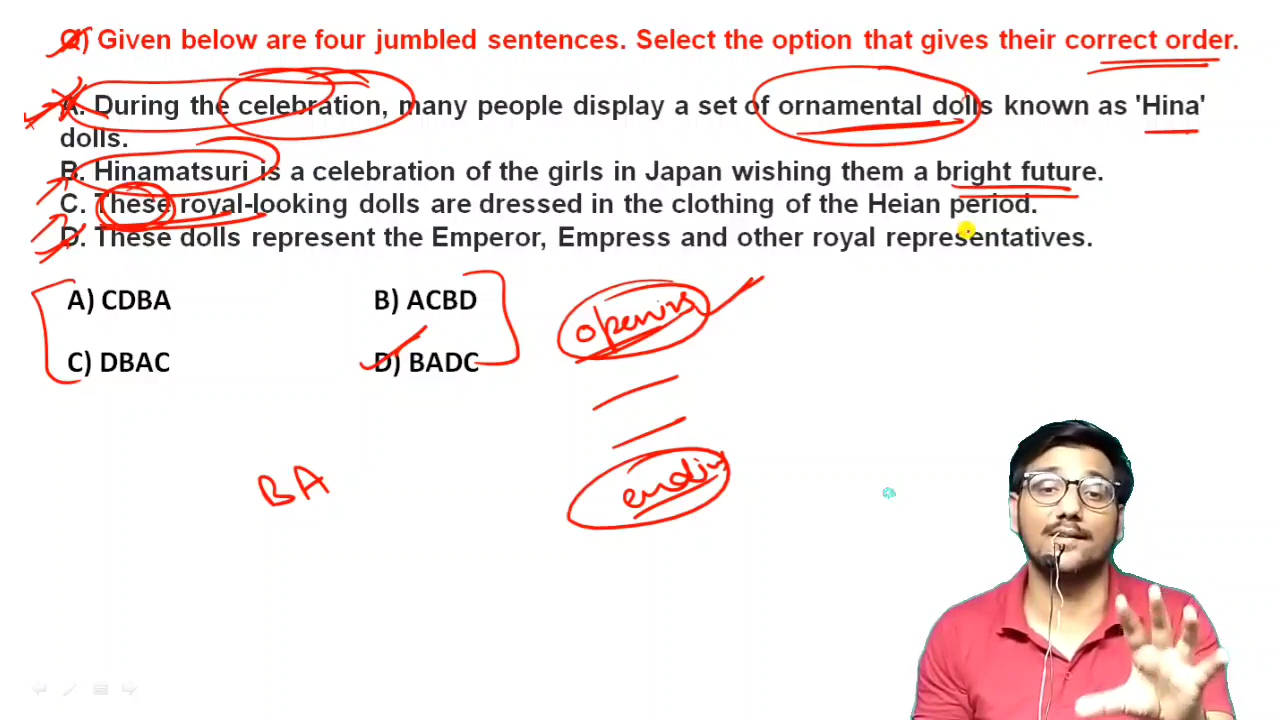 Q) Given below are four jumbled sentences. Select the option that gives their correct order.
A. During the celebration, many people display a set of ornamental dolls known as 'Hina'
dolls.
B. Hinamatsuri is a celebration of the girls in Japan wishing them a bright future.
C. These royal-looking dolls are dressed in the clothing of the Heian period.
D. These dolls represent the Emperor, Empress and other royal representatives.
A) CDBA B) ACBD
C) DBAC D) BADC
opening
ending
BA